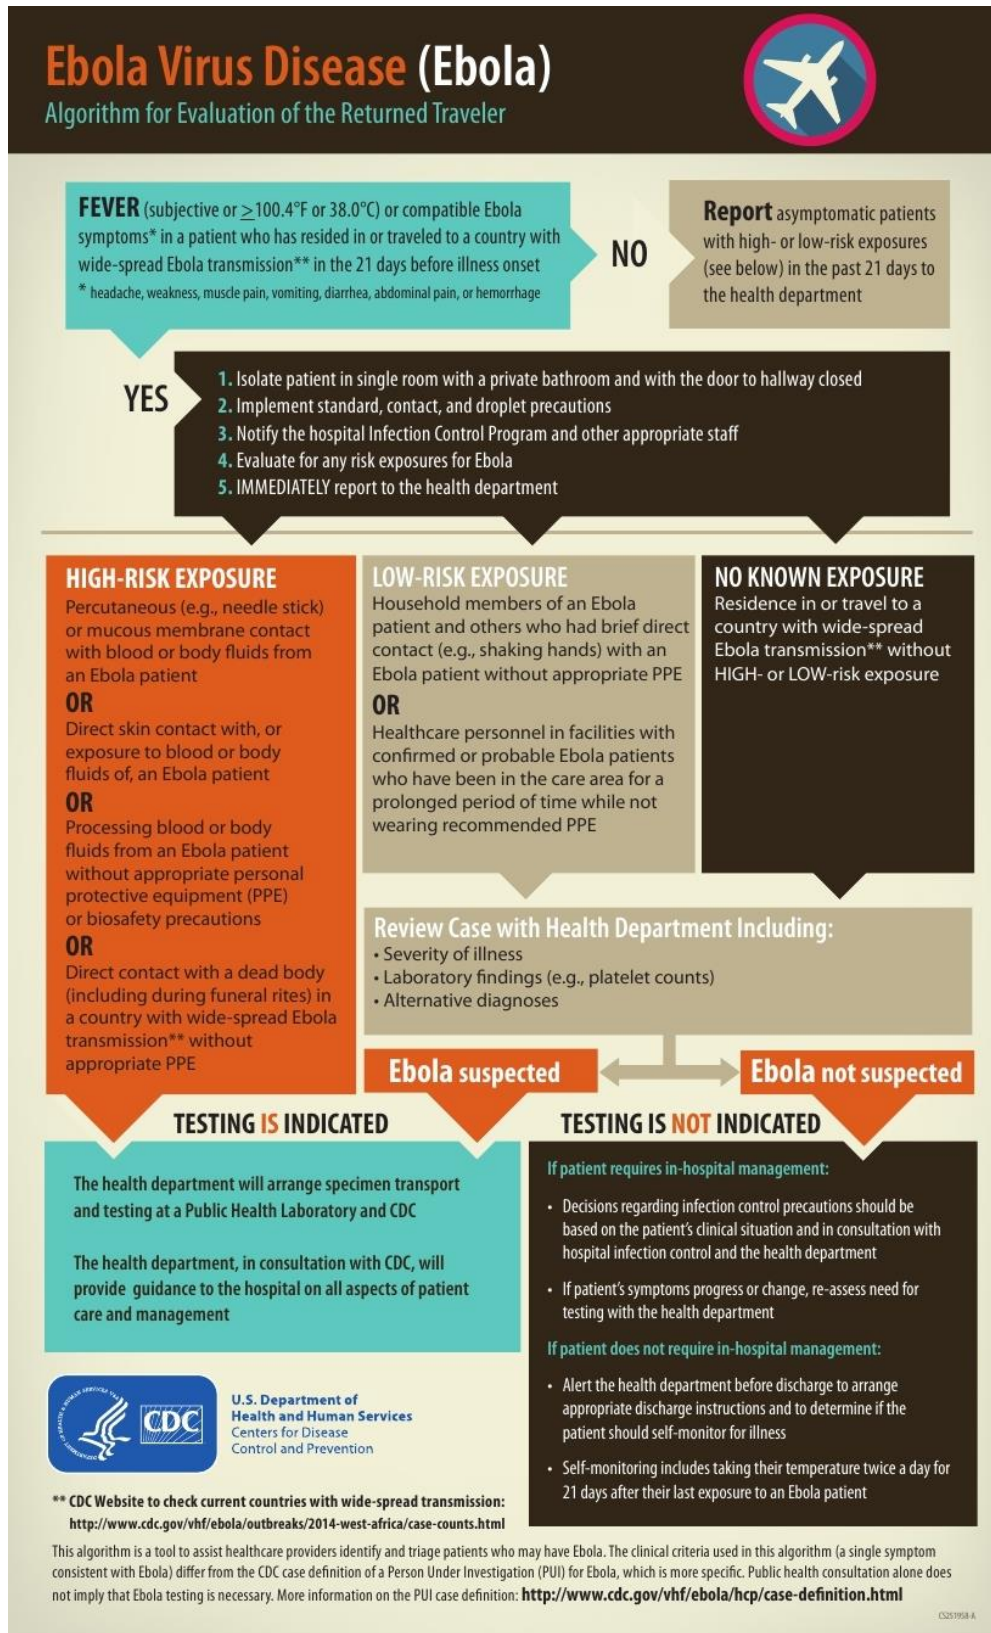 Ebola Virus Disease (Ebola)
Algorithm for Evaluation of the Returned Traveler
FEVER (subjective or ≥100.4°F or 38.0°C) or compatible Ebola
symptoms* in a patient who has resided in or traveled to a country with
wide-spread Ebola transmission** in the 21 days before illness onset
* headache, weakness, muscle pain, vomiting, diarrhea, abdominal pain, or hemorrhage
NO
Report asymptomatic patients
with high- or low-risk exposures
(see below) in the past 21 days to
the health department
YES
1. Isolate patient in single room with a private bathroom and with the door to hallway closed
2. Implement standard, contact, and droplet precautions
3. Notify the hospital Infection Control Program and other appropriate staff
4. Evaluate for any risk exposures for Ebola
5. IMMEDIATELY report to the health department
HIGH-RISK EXPOSURE
Percutaneous (e.g., needle stick)
or mucous membrane contact
with blood or body fluids from
an Ebola patient
OR
Direct skin contact with, or
exposure to blood or body
fluids of, an Ebola patient
OR
Processing blood or body
fluids from an Ebola patient
without appropriate personal
protective equipment (PPE)
or biosafety precautions
OR
Direct contact with a dead body
(including during funeral rites) in
a country with wide-spread Ebola
transmission** without
appropriate PPE
LOW-RISK EXPOSURE
Household members of an Ebola
patient and others who had brief direct
contact (e.g., shaking hands) with an
Ebola patient without appropriate PPE
OR
Healthcare personnel in facilities with
confirmed or probable Ebola patients
who have been in the care area for a
prolonged period of time while not
wearing recommended PPE
NO KNOWN EXPOSURE
Residence in or travel to a
country with wide-spread
Ebola transmission** without
HIGH- or LOW-risk exposure
Review Case with Health Department Including:
• Severity of illness
• Laboratory findings (e.g., platelet counts)
• Alternative diagnoses
Ebola suspected
Ebola not suspected
TESTING IS INDICATED
The health department will arrange specimen transport
and testing at a Public Health Laboratory and CDC
The health department, in consultation with CDC, will
provide guidance to the hospital on all aspects of patient
care and management
TESTING IS NOT INDICATED
If patient requires in-hospital management:
• Decisions regarding infection control precautions should be
based on the patient's clinical situation and in consultation with
hospital infection control and the health department
• If patient's symptoms progress or change, re-assess need for
testing with the health department
If patient does not require in-hospital management:
• Alert the health department before discharge to arrange
appropriate discharge instructions and to determine if the
patient should self-monitor for illness
• Self-monitoring includes taking their temperature twice a day for
21 days after their last exposure to an Ebola patient
CDC
U.S. Department of
Health and Human Services
Centers for Disease
Control and Prevention
** CDC Website to check current countries with wide-spread transmission:
http://www.cdc.gov/vhf/ebola/outbreaks/2014-west-africa/case-counts.html
This algorithm is a tool to assist healthcare providers identify and triage patients who may have Ebola. The clinical criteria used in this algorithm (a single symptom
consistent with Ebola) differ from the CDC case definition of a Person Under Investigation (PUI) for Ebola, which is more specific. Public health consultation alone does
not imply that Ebola testing is necessary. More information on the PUI case definition: http://www.cdc.gov/vhf/ebola/hcp/case-definition.html
CS251958-A